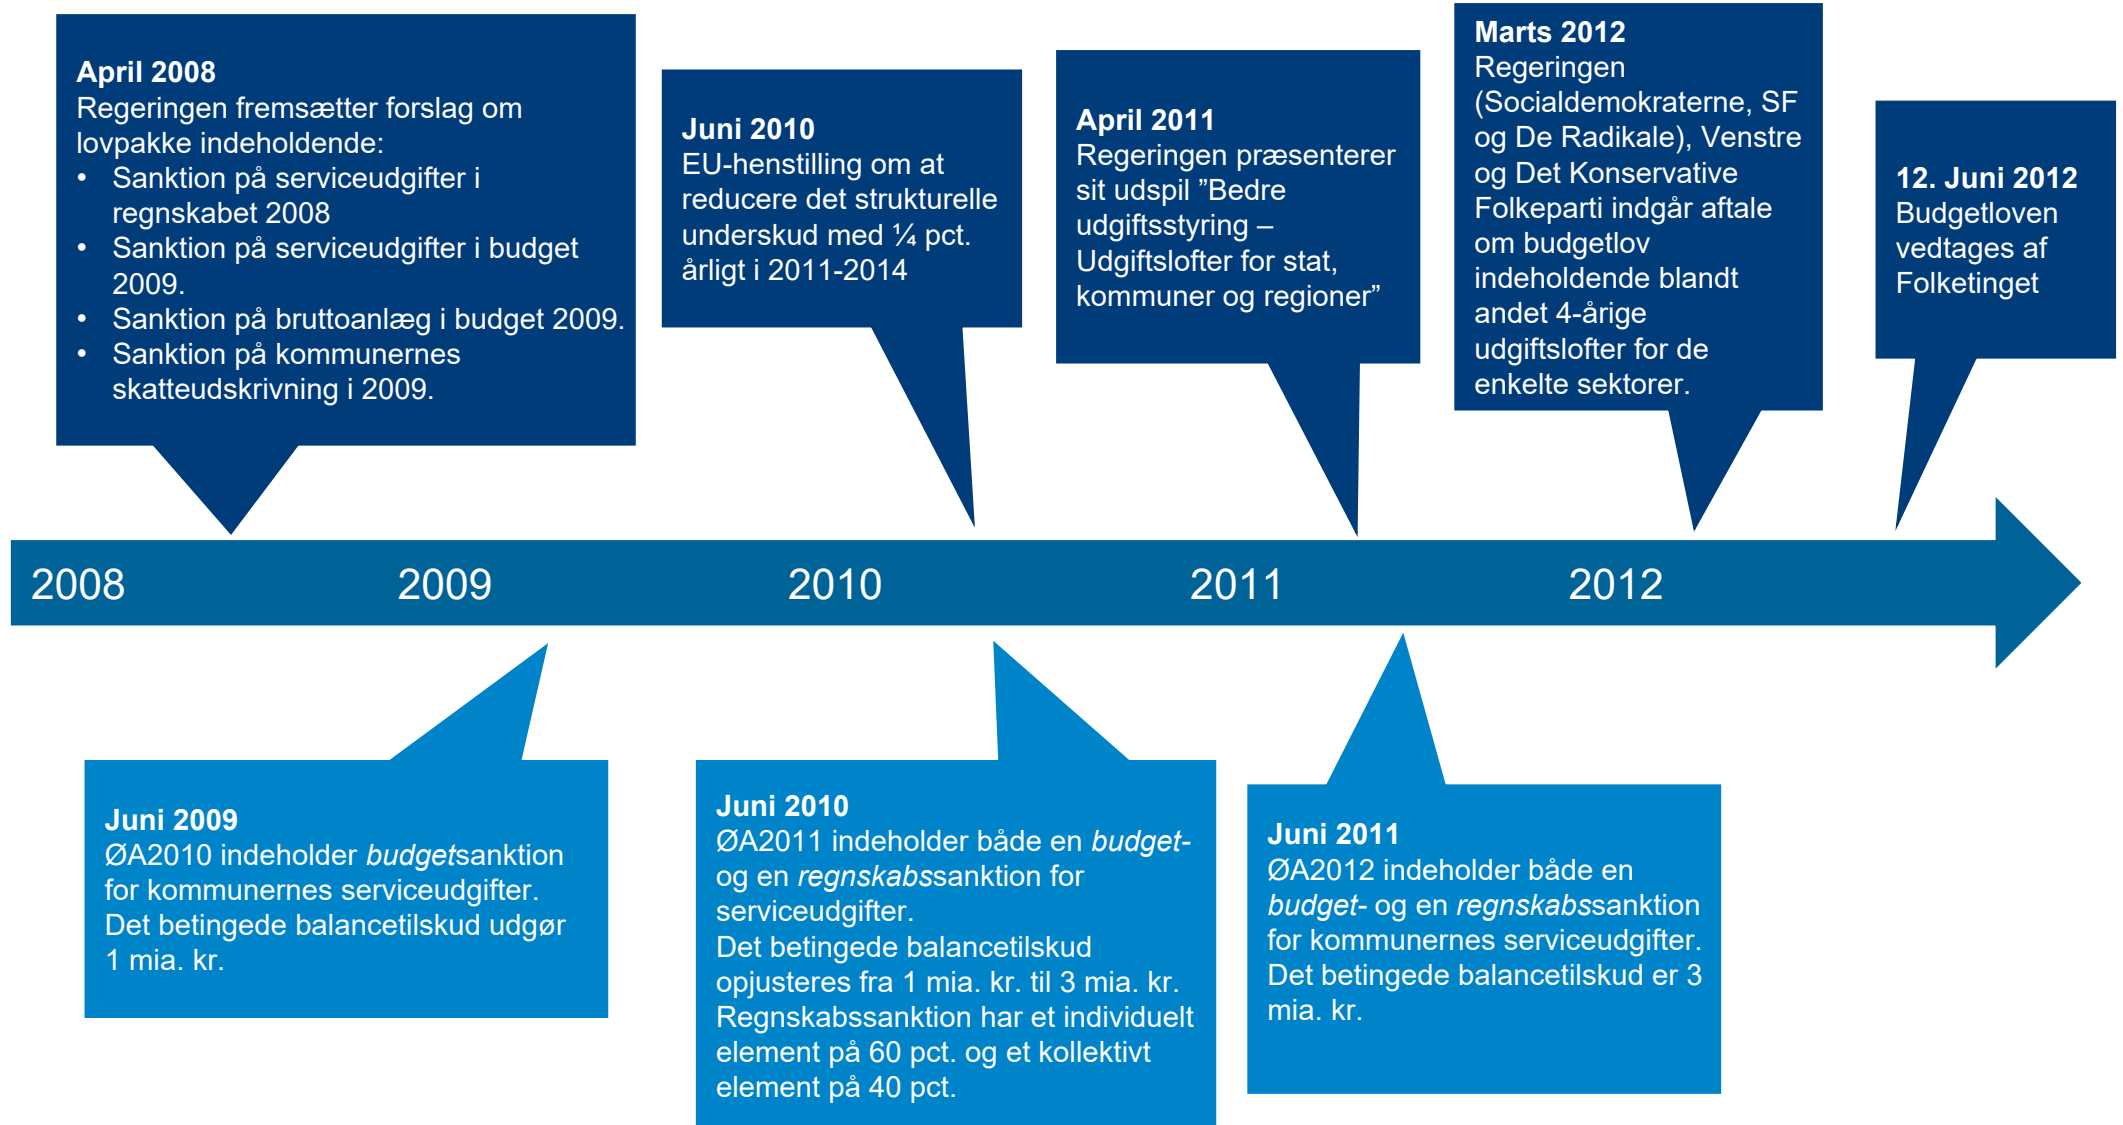 April 2008
Regeringen fremsætter forslag om
lovpakke indeholdende:
• Sanktion på serviceudgifter i
regnskabet 2008
• Sanktion på serviceudgifter i budget
2009.
• Sanktion på bruttoanlæg i budget 2009.
• Sanktion på kommunernes
skatteudskrivning i 2009.
Juni 2010
EU-henstilling om at
reducere det strukturelle
underskud med ¼ pct.
årligt i 2011-2014
April 2011
Regeringen præsenterer
sit udspil ”Bedre
udgiftsstyring –
Udgiftslofter for stat,
kommuner og regioner”
Marts 2012
Regeringen
(Socialdemokraterne, SF
og De Radikale), Venstre
og Det Konservative
Folkeparti indgår aftale
om budgetlov
indeholdende blandt
andet 4-årige
udgiftslofter for de
enkelte sektorer.
12. Juni 2012
Budgetloven
vedtages af
Folketinget
2008 2009 2010 2011 2012
Juni 2009
ØA2010 indeholder budgetsanktion
for kommunernes serviceudgifter.
Det betingede balancetilskud udgør
1 mia. kr.
Juni 2010
ØA2011 indeholder både en budget-
og en regnskabssanktion for
serviceudgifter.
Det betingede balancetilskud
opjusteres fra 1 mia. kr. til 3 mia. kr.
Regnskabssanktion har et individuelt
element på 60 pct. og et kollektivt
element på 40 pct.
Juni 2011
ØA2012 indeholder både en
budget- og en regnskabssanktion
for kommunernes serviceudgifter.
Det betingede balancetilskud er 3
mia. kr.